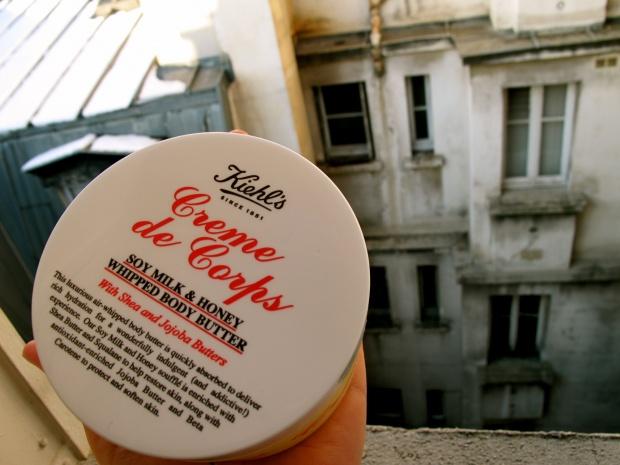 Kiehl's
SINCE 1851
Creme
de Corps
SOY MILK & HONEY
WHIPPED BODY BUTTER
With Shea and Jojoba Butters
This luxurious air-whipped body butter is quickly absorbed to deliver
rich hydration for a wonderfully indulgent (and addictive!)
experience. Our Soy Milk and Honey soufflé is enriched with
Shea Butter and Squalane to help restore skin, along with
antioxidant-enriched Jojoba Butter and Beta
Carotene to protect and soften skin.